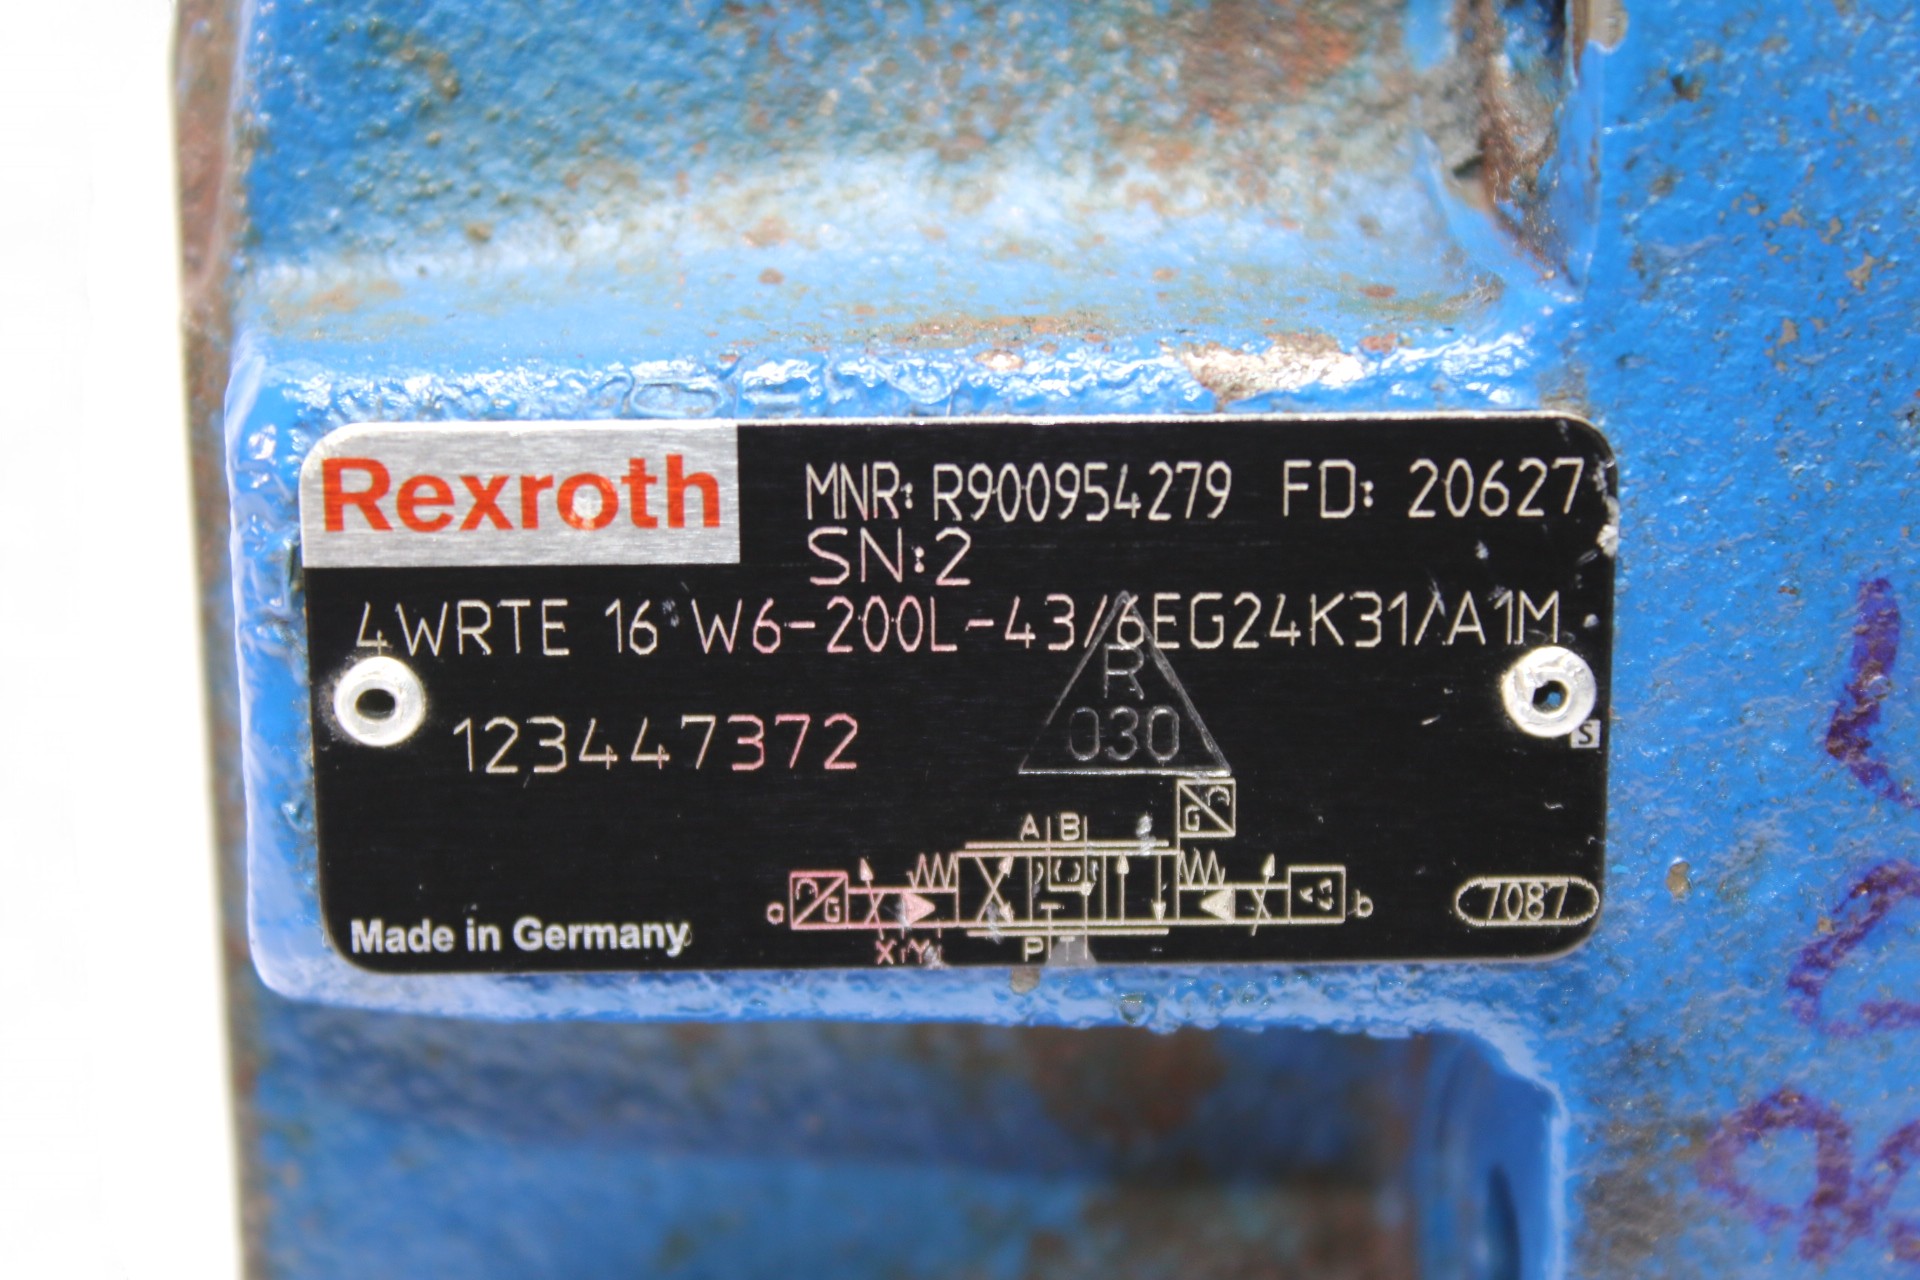 Rexroth
MNR: R900954279 FD: 20627
SN:2
4WRTE 16 W6-200L-43/6EG24K31/A1M
R
030
123447372
S
G
A B
a G b
X Y P T
Made in Germany
7087